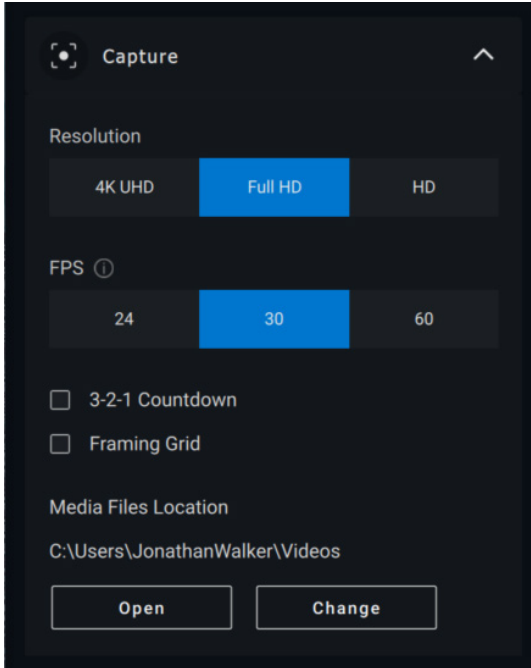 Capture
Resolution
4K UHD Full HD HD
FPS
24 30 60
3-2-1 Countdown
Framing Grid
Media Files Location
C:\Users\JonathanWalker\Videos
Open Change